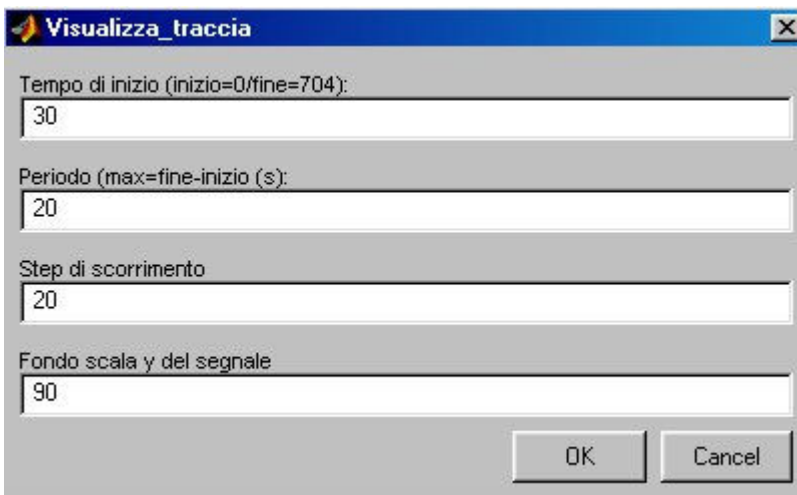 Visualizza_traccia
Tempo di inizio (inizio=0/fine=704):
30
Periodo (max=fine-inizio (s):
20
Step di scorrimento
20
Fondo scala y del segnale
90
OK Cancel